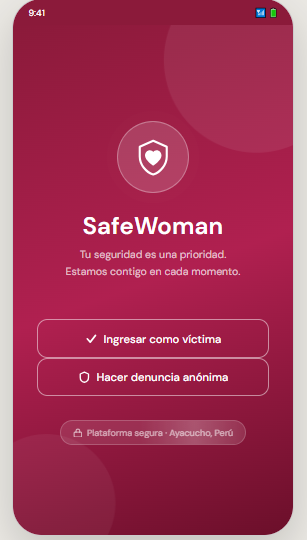 9:41
SafeWoman
Tu seguridad es una prioridad.
Estamos contigo en cada momento.
Ingresar como víctima
Hacer denuncia anónima
Plataforma segura · Ayacucho, Perú